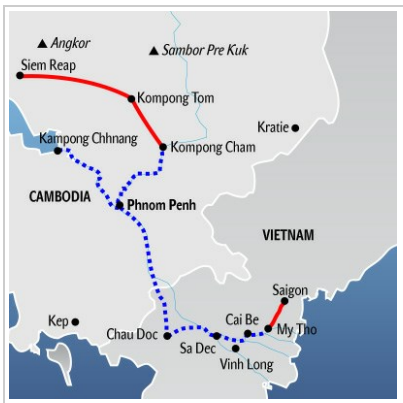 Angkor
Sambor Pre Kuk
Siem Reap
Kompong Tom
Kratie
Kampong Chhnang
Kompong Cham
CAMBODIA
Phnom Penh
VIETNAM
Saigon
Kep
Chau Doc
Cai Be
My Tho
Sa Dec
Vinh Long